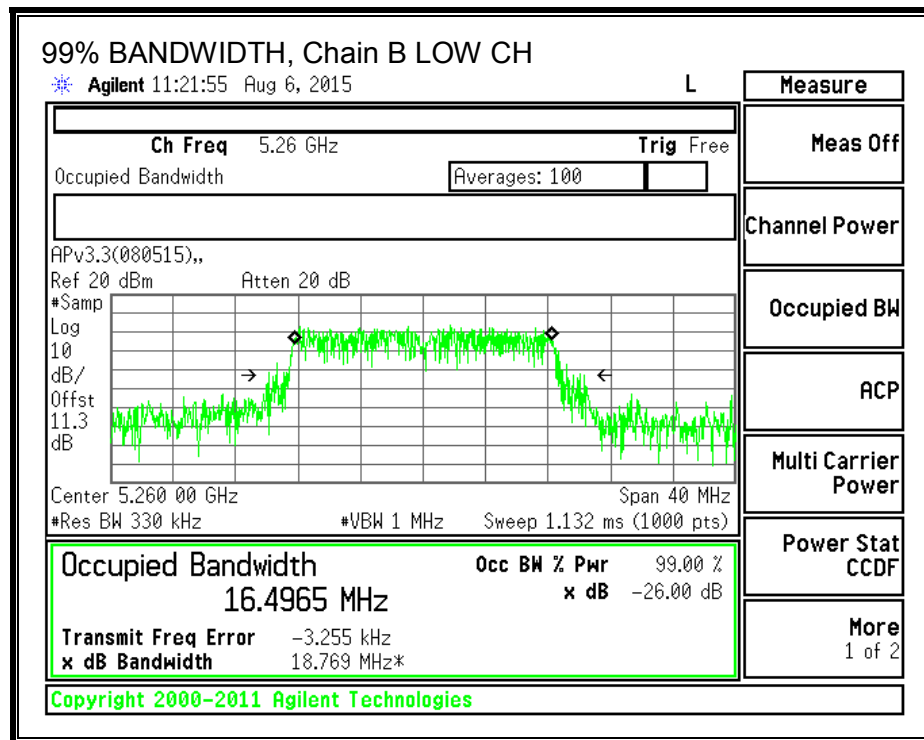 99% BANDWIDTH, Chain B LOW CH
Agilent 11:21:55 Aug 6, 2015 L
Measure
Ch Freq 5.26 GHz Trig Free
Meas Off
Occupied Bandwidth Averages: 100
Channel Power
APv3.3(080515),,
Ref 20 dBm Atten 20 dB
#Samp
Log
10
dB/
Offst
11.3
dB
Occupied BW
ACP
Center 5.260 00 GHz Span 40 MHz
#Res BW 330 kHz #VBW 1 MHz Sweep 1.132 ms (1000 pts)
Multi Carrier
Power
Occupied Bandwidth Occ BW % Pwr 99.00 %
16.4965 MHz x dB -26.00 dB
Transmit Freq Error -3.255 kHz
x dB Bandwidth 18.769 MHz*
Power Stat
CCDF
More
1 of 2
Copyright 2000-2011 Agilent Technologies